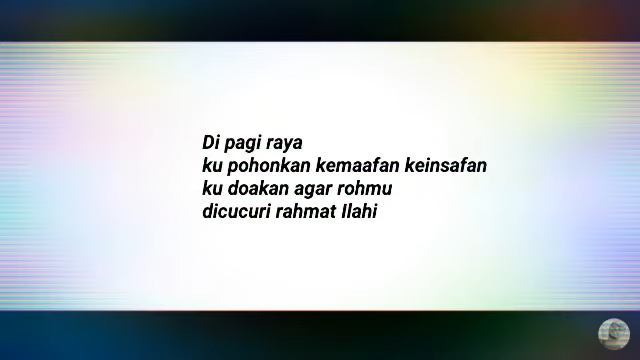 Di pagi raya
ku pohonkan kemaafan keinsafan
ku doakan agar rohmu
dicucuri rahmat Ilahi